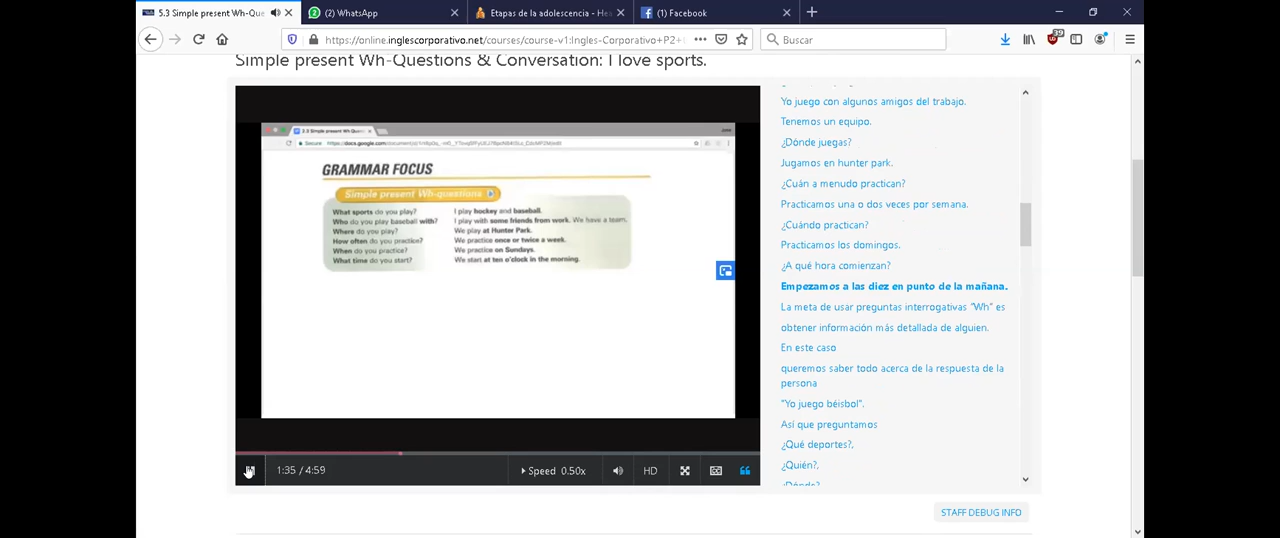 5.3 Simple present Wh-Que
(2) WhatsApp
Etapas de la adolescencia - He
(1) Facebook
https://online.inglescorporativo.net/courses/course-v1:Ingles-Corporativo+P2+
Buscar
39
Simple present Wh-Questions & Conversation: I love sports.
5.3 Simple present Wh Quest
Secure
GRAMMAR FOCUS
Simple present Wh-questions
What sports do you play? I play hockey and baseball.
Who do you play baseball with? I play with some friends from work. We have a team.
Where do you play? We play at Hunter Park.
How often do you practice? We practice once or twice a week.
When do you practice? We practice on Sundays.
What time do you start? We start at ten o'clock in the morning.
1:35 / 4:59
Speed 0.50x
HD
Yo juego con algunos amigos del trabajo.
Tenemos un equipo.
¿Dónde juegas?
Jugamos en hunter park.
¿Cuán a menudo practican?
Practicamos una o dos veces por semana.
¿Cuándo practican?
Practicamos los domingos.
¿A qué hora comienzan?
Empezamos a las diez en punto de la mañana.
La meta de usar preguntas interrogativas "Wh" es
obtener información más detallada de alguien.
En este caso
queremos saber todo acerca de la respuesta de la
persona
"Yo juego béisbol".
Así que preguntamos
¿Qué deportes?,
¿Quién?,
¿Dónde?
STAFF DEBUG INFO